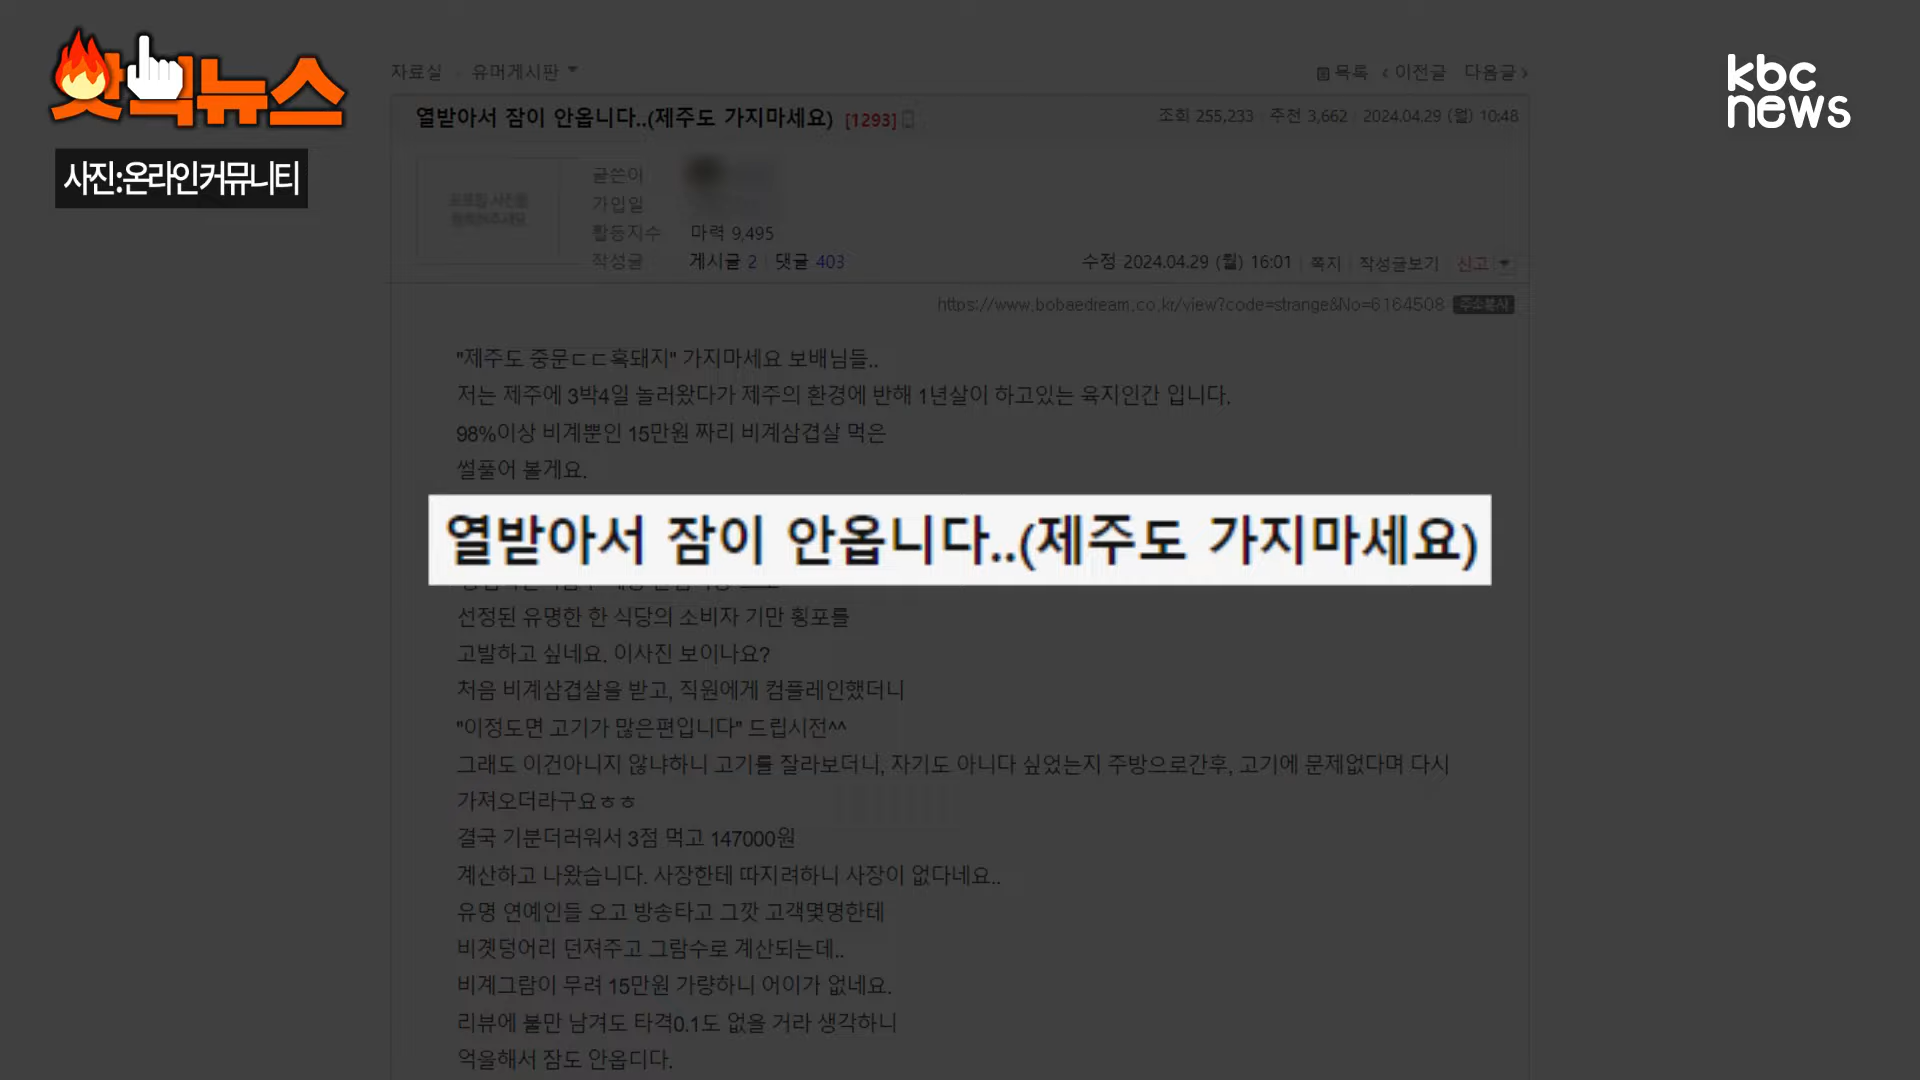 핫픽뉴스
사진:온라인커뮤니티
kbc
news
자료실 유머게시판
목록 이전글 다음글
열받아서 잠이 안옵니다..(제주도 가지마세요) [1293]
조회 255,233 추천 3,662 2024.04.29 (월) 10:48
글쓴이
가입일
활동지수 마력 9,495
작성글 게시글 2 댓글 403
수정 2024.04.29 (월) 16:01 쪽지 작성글보기 신고
https://www.bobaedream.co.kr/view?code=strange&No=6164508 주소복사
"제주도 중문ㄷㄷ흑돼지" 가지마세요 보배님들..
저는 제주에 3박4일 놀러왔다가 제주의 환경에 반해 1년살이 하고있는 육지인간 입니다.
98%이상 비계뿐인 15만원 짜리 비계삼겹살 먹은
썰풀어 볼게요.
열받아서 잠이 안옵니다..(제주도 가지마세요)
선정된 유명한 한 식당의 소비자 기만 횡포를
고발하고 싶네요. 이사진 보이나요?
처음 비계삼겹살을 받고, 직원에게 컴플레인했더니
"이정도면 고기가 많은편입니다" 드립시전^^
그래도 이건아니지 않냐하니 고기를 잘라보더니, 자기도 아니다 싶었는지 주방으로간후, 고기에 문제없다며 다시
가져오더라구요ㅎㅎ
결국 기분더러워서 3점 먹고 147000원
계산하고 나왔습니다. 사장한테 따지려하니 사장이 없다네요..
유명 연예인들 오고 방송타고 그깟 고객몇명한테
비곗덩어리 던져주고 그람수로 계산되는데..
비계그람이 무려 15만원 가량하니 어이가 없네요.
리뷰에 불만 남겨도 타격0.1도 없을 거라 생각하니
억울해서 잠도 안옵디다.